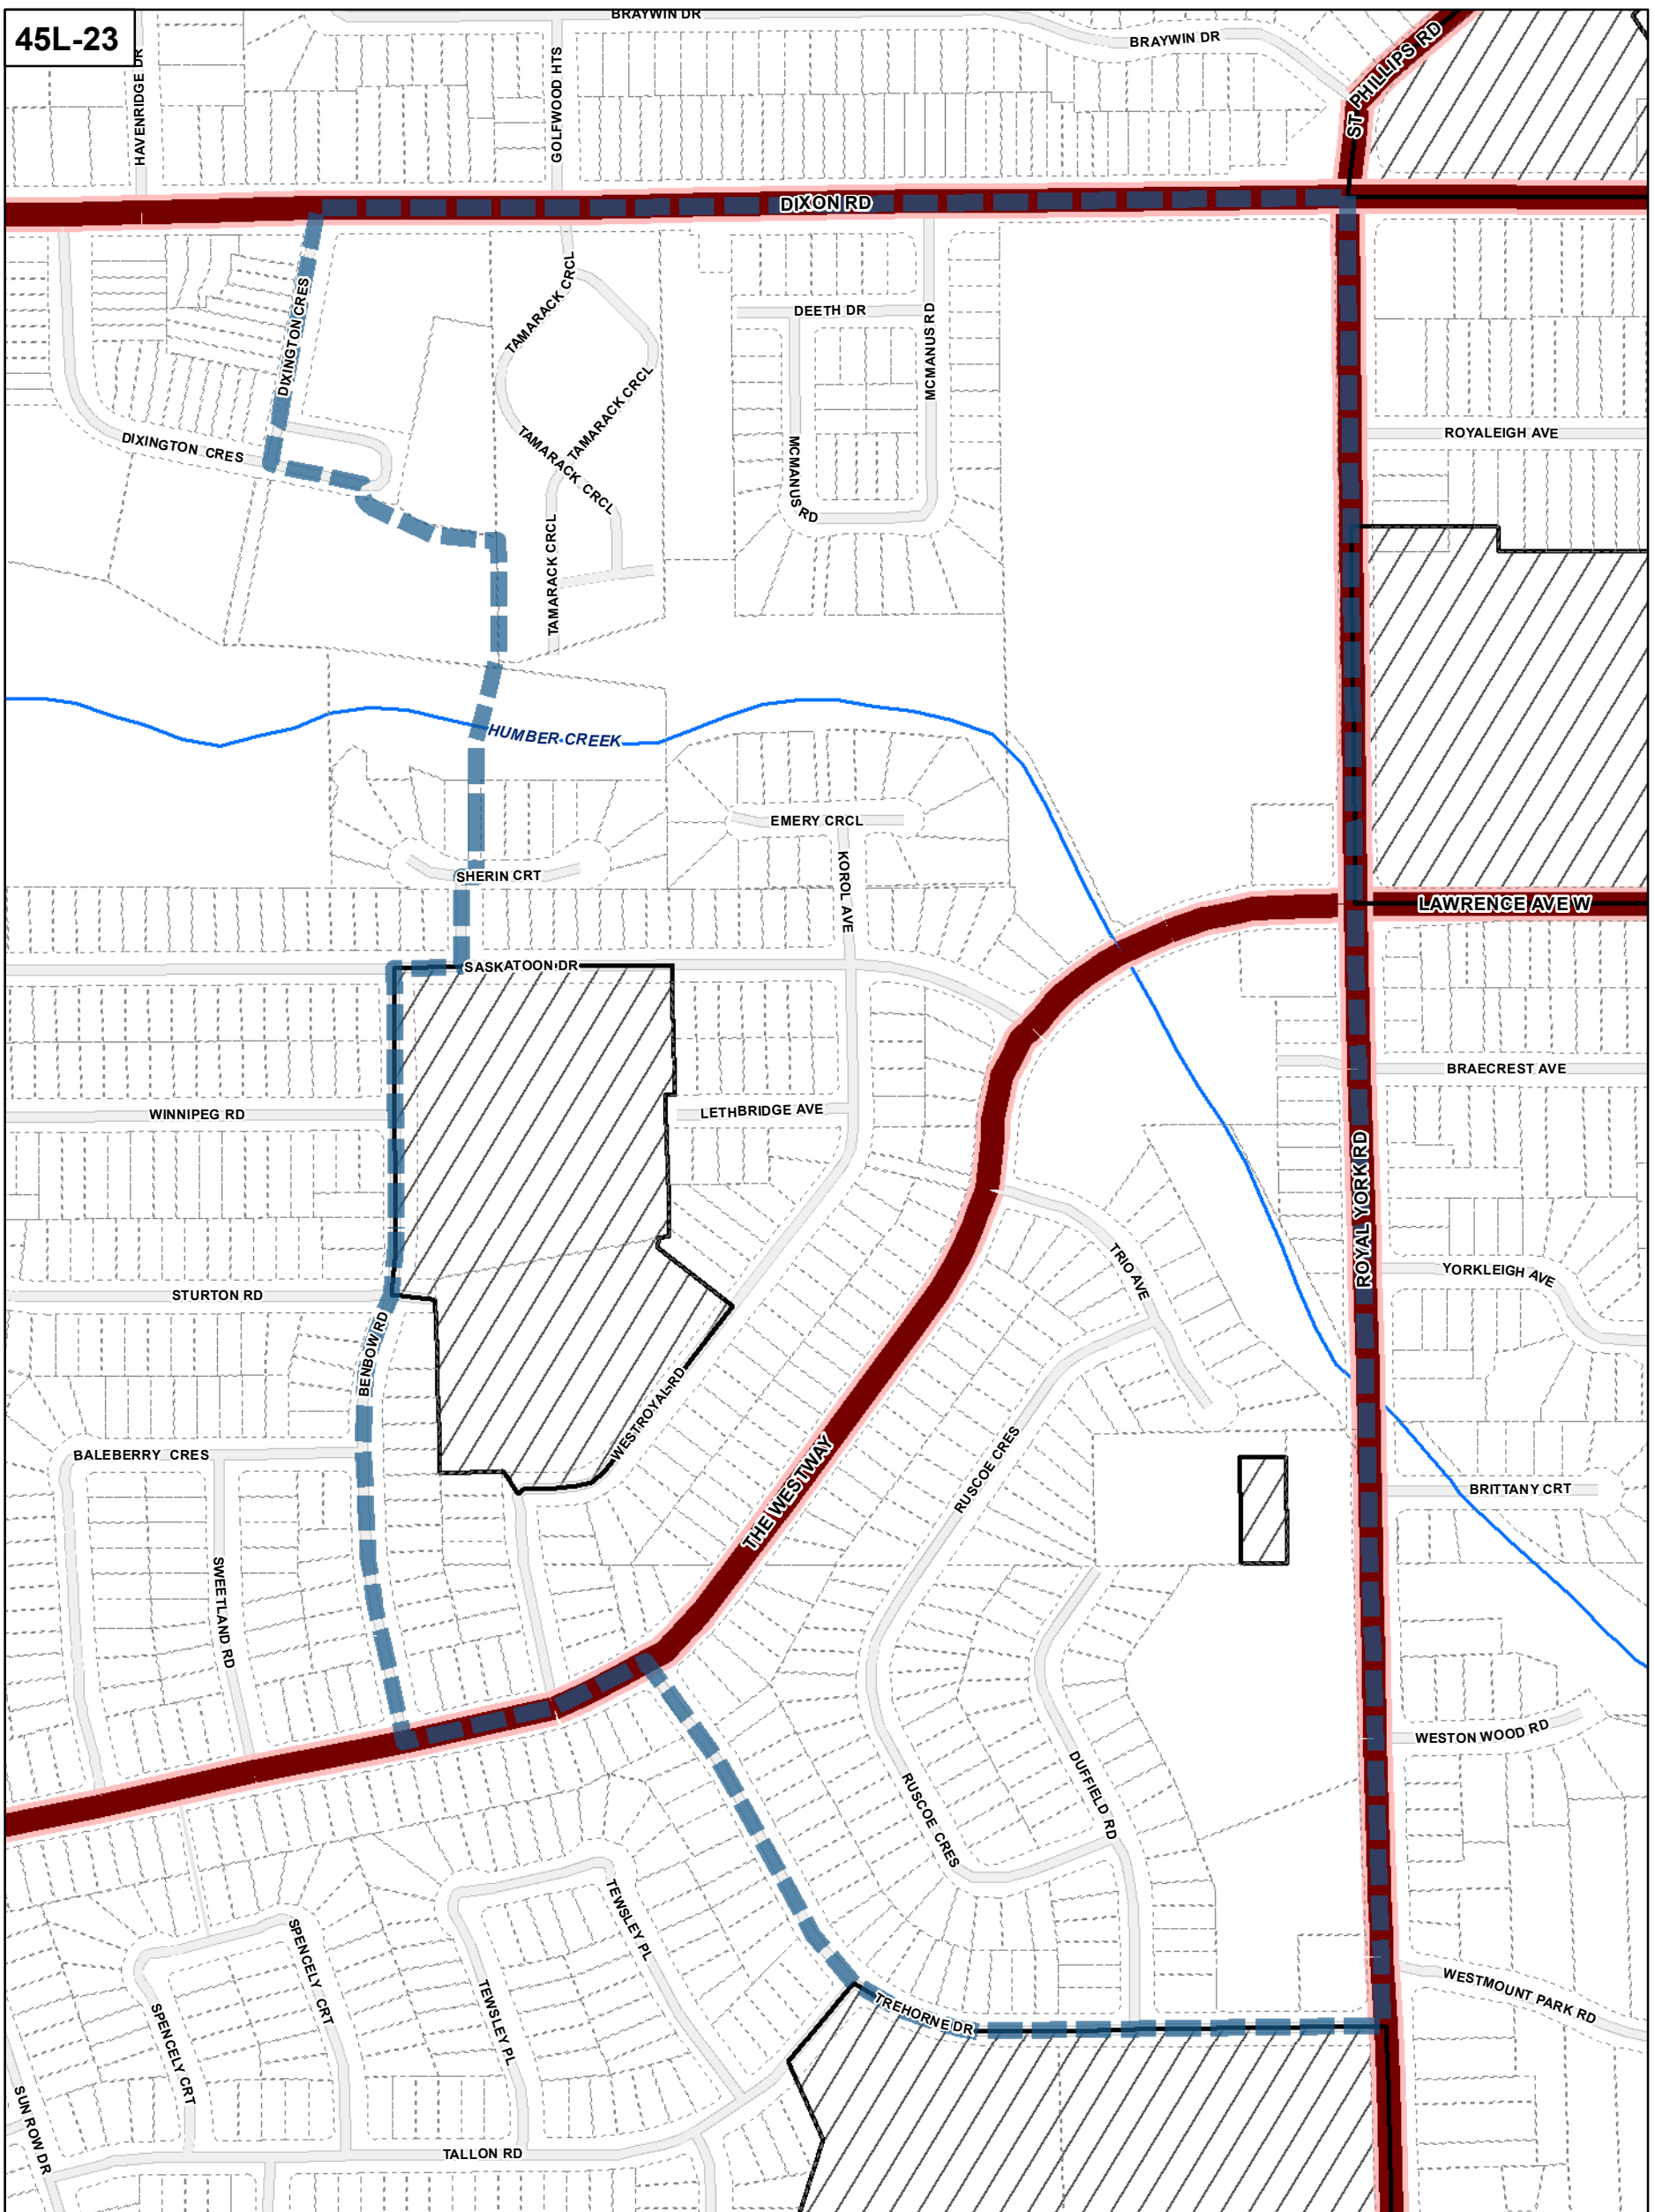 45L-23
BRAYWIN DR
BRAYWIN DR
HAVENRIDGE DR
GOLFWOOD HTS
ST PHILLIPS RD
DIXON RD
DIXINGTON CRES
TAMARACK CRCL
DEETH DR
MCMANUS RD
TAMARACK CRCL
DIXINGTON CRES
TAMARACK CRCL
MCMANUS RD
ROYALEIGH AVE
TAMARACK CRCL
HUMBER CREEK
EMERY CRCL
SHERIN CRT
KOROL AVE
LAWRENCE AVE W
SASKATOON DR
BRAECREST AVE
WINNIPEG RD
LETHBRIDGE AVE
ROYAL YORK RD
TRIO AVE
YORKLEIGH AVE
STURTON RD
BENBOW RD
WESTROYAL RD
BALEBERRY CRES
THE WESTWAY
RUSCOE CRES
BRITTANY CRT
SWEETLAND RD
WESTON WOOD RD
DUFFIELD RD
RUSCOE CRES
TEWSLEY PL
SPENCELY CRT
WESTMOUNT PARK RD
TREHORNE DR
TEWSLEY PL
SPENCELY CRT
SUN ROW DR
TALLON RD